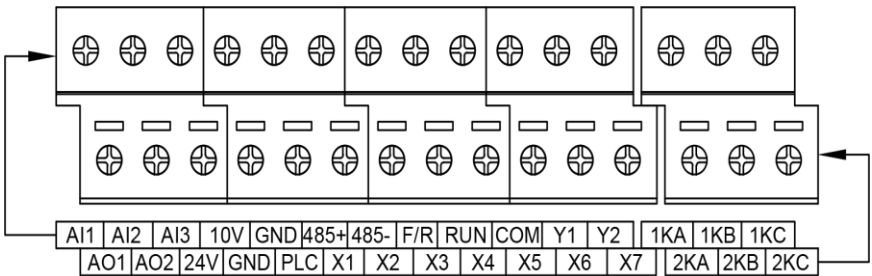 AI1 AI2 AI3 10V GND 485+ 485- F/R RUN COM Y1 Y2 1KA 1KB 1KC
AO1 AO2 24V GND PLC X1 X2 X3 X4 X5 X6 X7 2KA 2KB 2KC